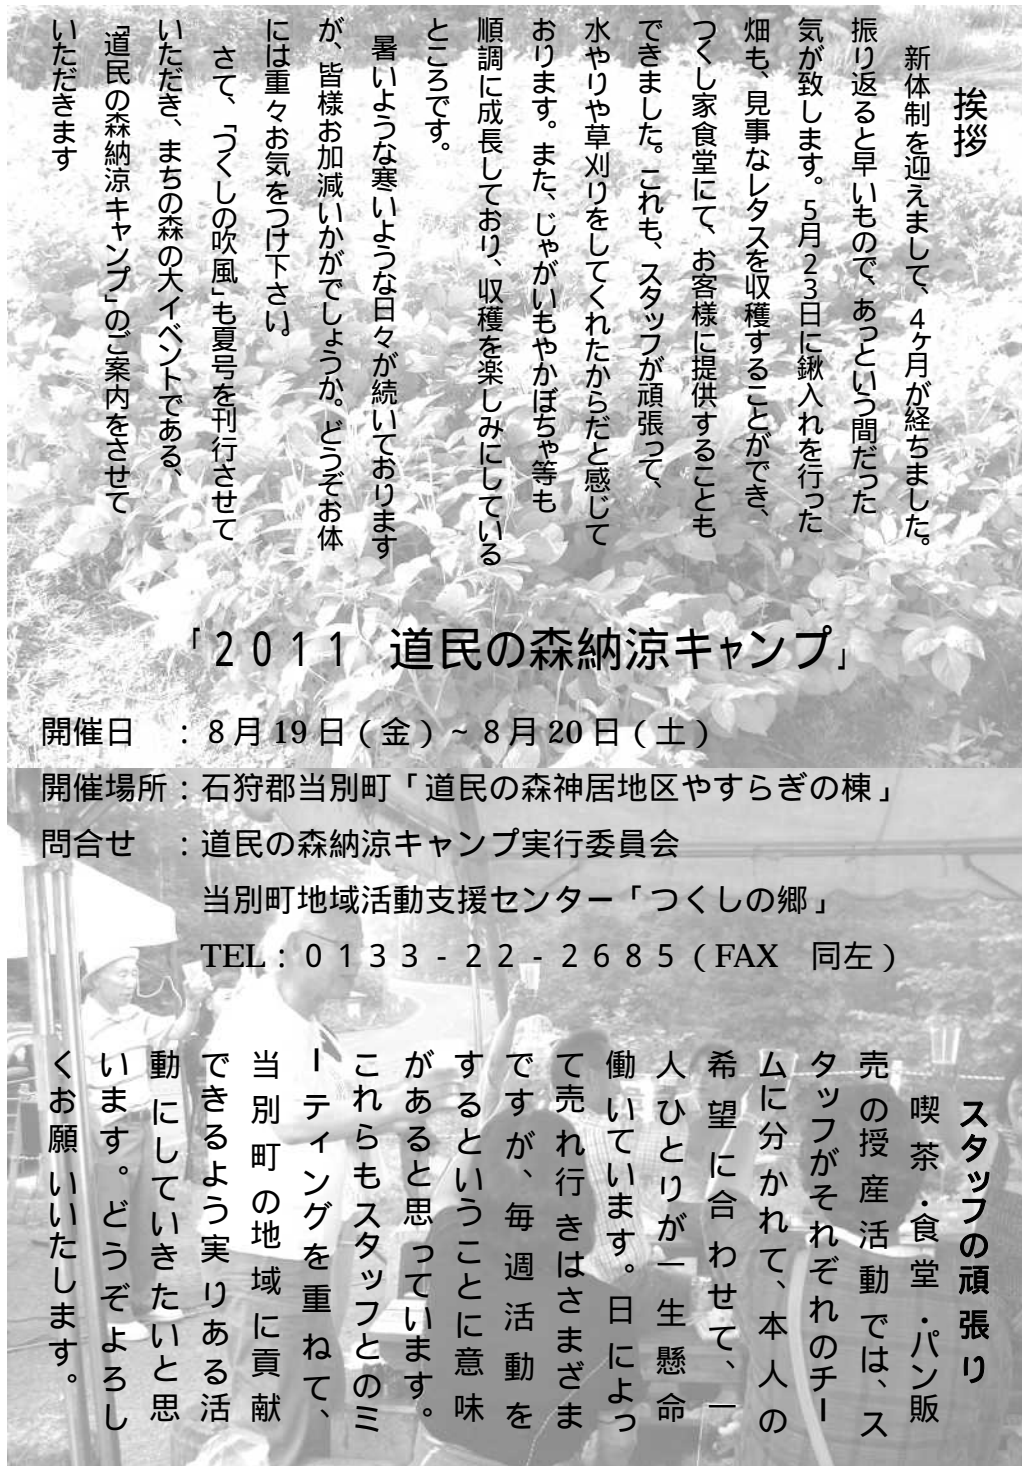 挨拶
新体制を迎えまして、4ヶ月が経ちました。
振り返ると早いもので、あっという間だった
気が致します。5月23日に鍬入れを行った
畑も、見事なレタスを収穫することができ、
つくし家食堂にて、お客様に提供することも
できました。これも、スタッフが頑張って、
水やりや草刈りをしてくれたからだと感じて
おります。また、じゃがいもやかぼちゃ等も
順調に成長しており、収穫を楽しみにしている
ところです。
暑いような寒いような日々が続いております
が、皆様お加減いかがでしょうか。どうぞお体
には重々お気をつけ下さい。
さて、「つくしの吹風」も夏号を刊行させて
いただき、まちの森の大イベントである、
「道民の森納涼キャンプ」のご案内をさせて
いただきます
「2011 道民の森納涼キャンプ」
開催日 :8月19日(金)~8月20日(土)
開催場所:石狩郡当別町「道民の森神居地区やすらぎの棟」
問合せ :道民の森納涼キャンプ実行委員会
当別町地域活動支援センター「つくしの郷」
TEL:0133-22-2685(FAX 同左)
スタッフの頑張り
喫茶・食堂・パン販
売の授産活動では、ス
タッフがそれぞれのチー
ムに分かれて、本人の
希望に合わせて、一
人ひとりが一生懸命
働いています。日によっ
て売れ行きはさまざま
ですが、毎週活動を
するということに意味
があると思っています。
これらもスタッフとのミ
ーティングを重ねて、
当別町の地域に貢献
できるよう実りある活
動にしていきたいと思
います。どうぞよろし
くお願いいたします。